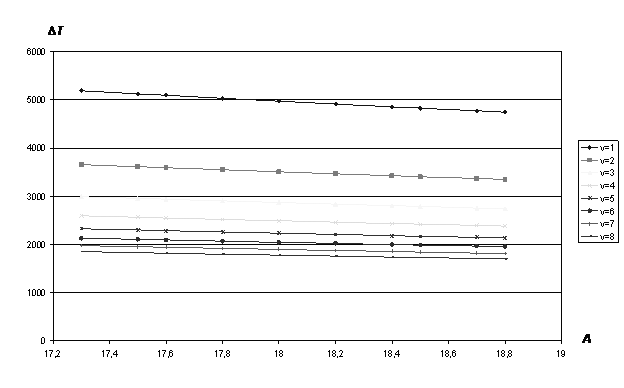 ΔT
6000
5000
4000
3000
2000
1000
0
17,2 17,4 17,6 17,8 18 18,2 18,4 18,6 18,8 19
A
v=1
v=2
v=3
v=4
v=5
v=6
v=7
v=8